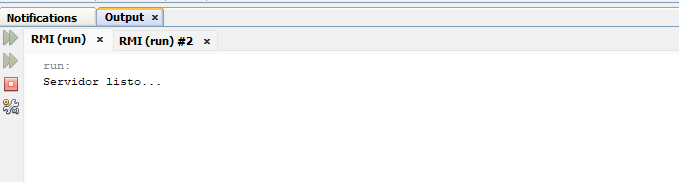 Notifications Output ×
RMI (run) × RMI (run) #2 ×
run:
Servidor listo...